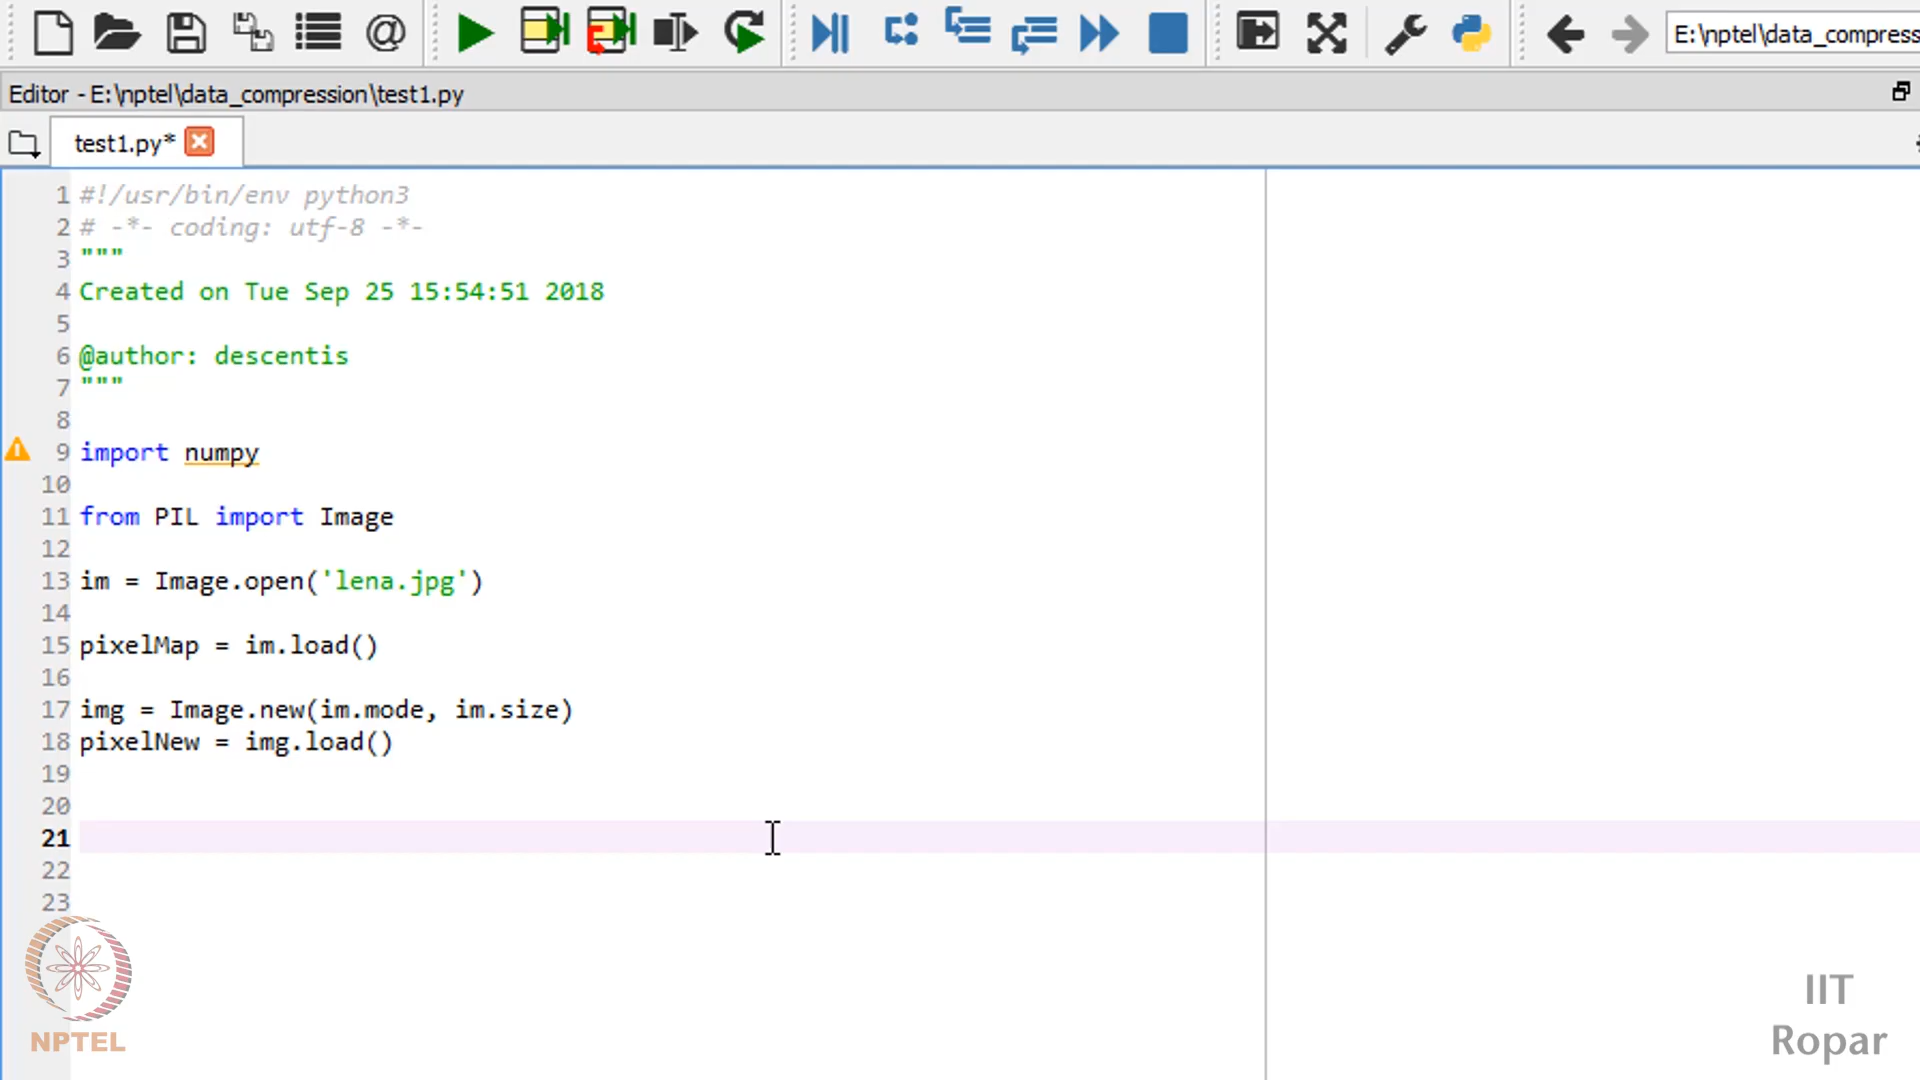 E:\nptel\data_compress
Editor - E:\nptel\data_compression\test1.py
test1.py*
1 #!/usr/bin/env python3
2 # -*- coding: utf-8 -*-
3 """
4 Created on Tue Sep 25 15:54:51 2018
5
6 @author: descentis
7 """
8
9 import numpy
10
11 from PIL import Image
12
13 im = Image.open('lena.jpg')
14
15 pixelMap = im.load()
16
17 img = Image.new(im.mode, im.size)
18 pixelNew = img.load()
19
20
21
22
23
NPTEL
IIT
Ropar